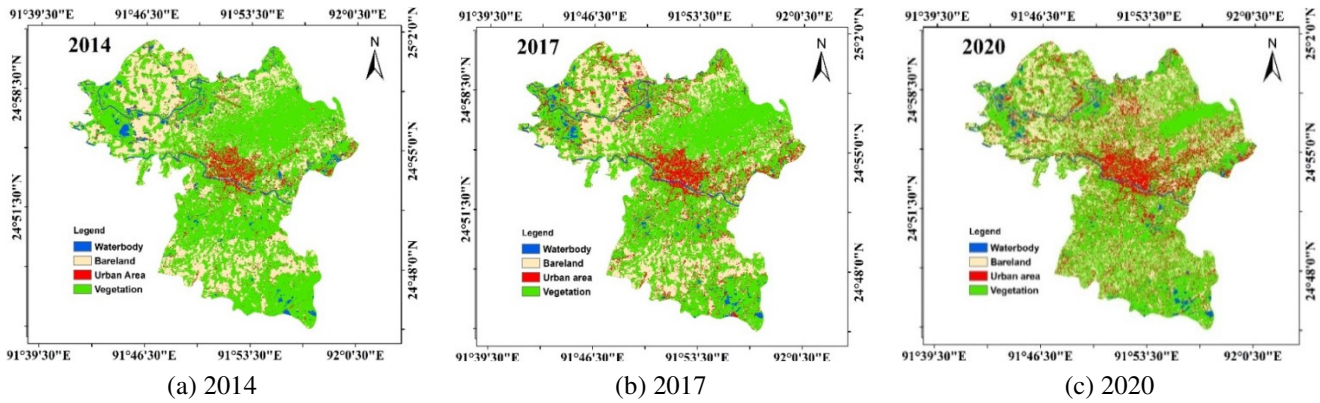 91°39'30"E 91°46'30"E 91°53'30"E 92°0'30"E
2014
N
25°2'0"N
24°58'30"N
24°55'0"N
24°51'30"N
24°48'0"N
Legend
Waterbody
Bareland
Urban Area
Vegetation
91°39'30"E 91°46'30"E 91°53'30"E 92°0'30"E
(a) 2014
91°39'30"E 91°46'30"E 91°53'30"E 92°0'30"E
2017
N
25°2'0"N
24°58'30"N
24°55'0"N
24°51'30"N
24°48'0"N
Legend
Waterbody
Bareland
Urban area
Vegetation
91°39'30"E 91°46'30"E 91°53'30"E 92°0'30"E
(b) 2017
91°39'30"E 91°46'30"E 91°53'30"E 92°0'30"E
2020
N
25°2'0"N
24°58'30"N
24°55'0"N
24°51'30"N
24°48'0"N
Legend
Waterbody
Bareland
Urban area
Vegetation
91°39'30"E 91°46'30"E 91°53'30"E 92°0'30"E
(c) 2020